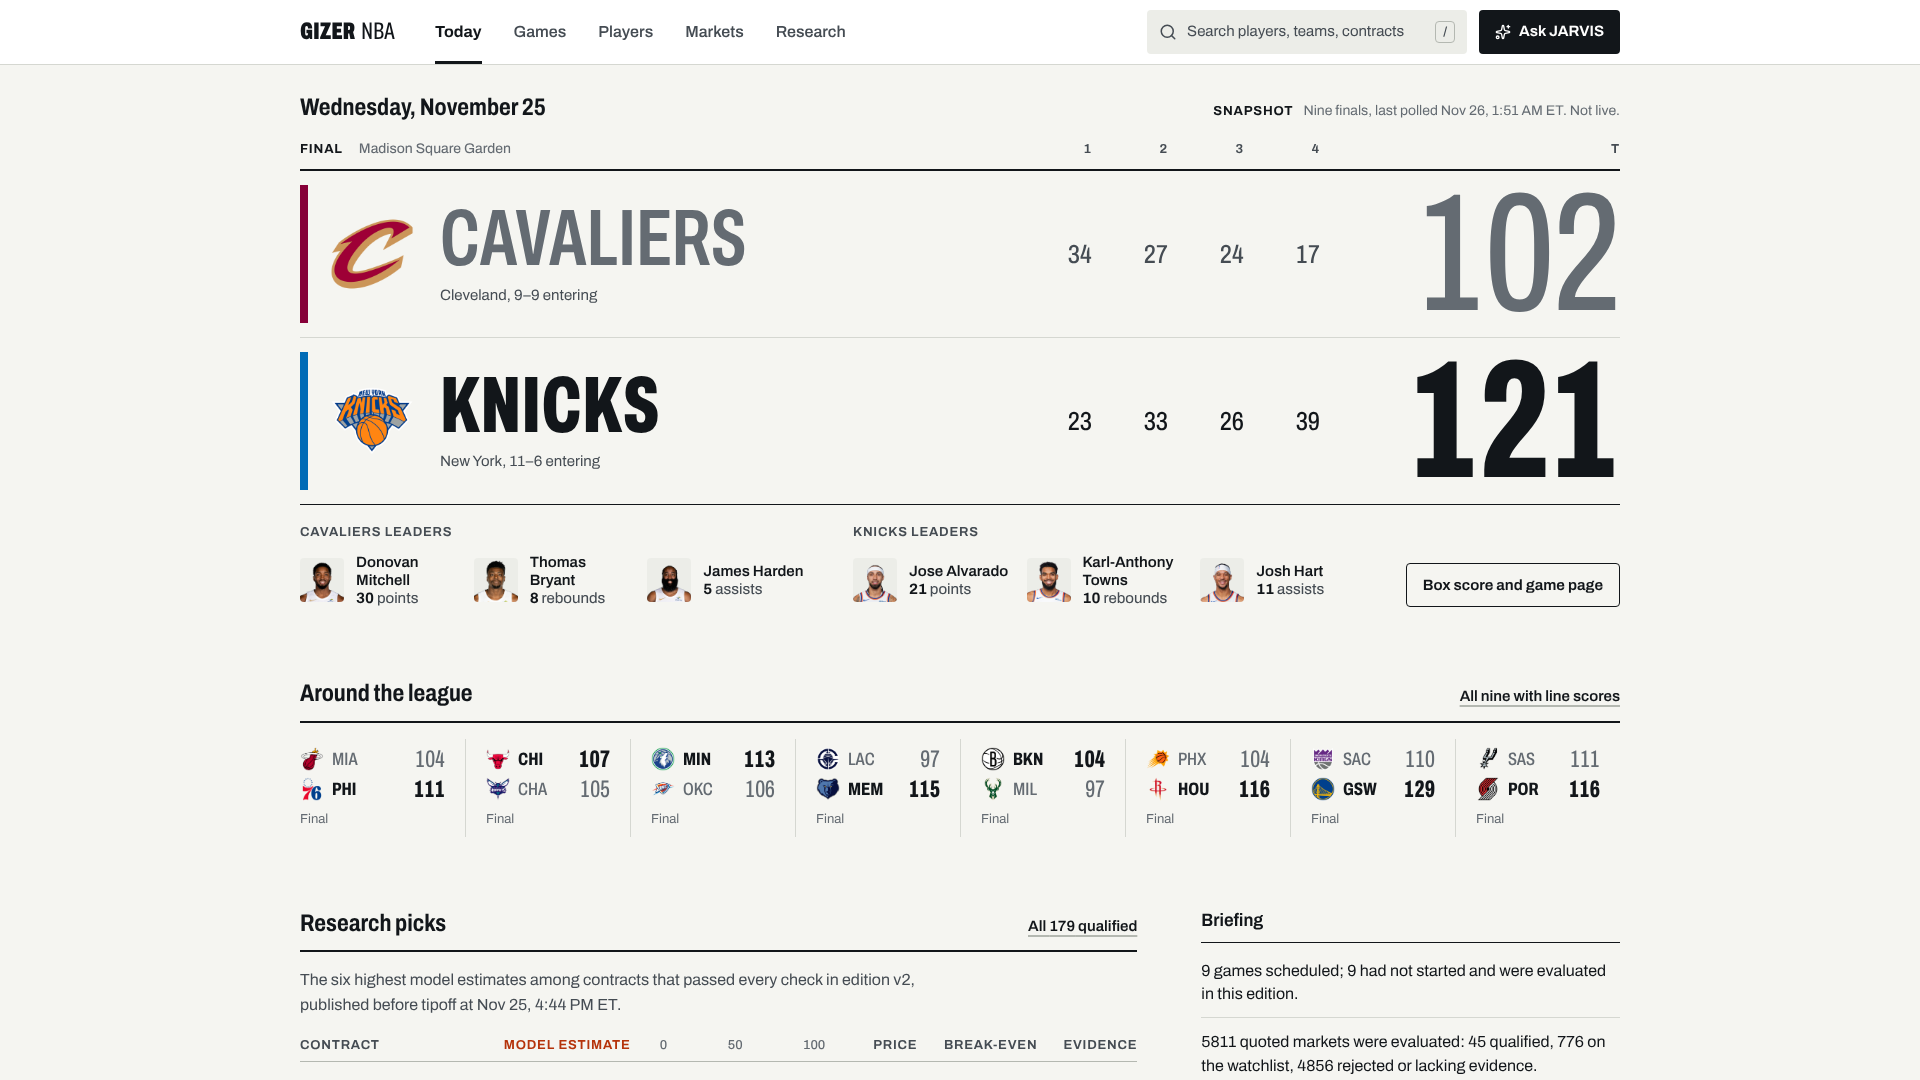 GIZER NBA
Today
Games
Players
Markets
Research
Search players, teams, contracts
/
Ask JARVIS
Wednesday, November 25
SNAPSHOT Nine finals, last polled Nov 26, 1:51 AM ET. Not live.
FINAL Madison Square Garden 1 2 3 4 T
CAVALIERS
Cleveland, 9–9 entering
34 27 24 17 102
NEW YORK
KNICKS
KNICKS
New York, 11–6 entering
23 33 26 39 121
CAVALIERS LEADERS
Donovan
Mitchell
30 points
Thomas
Bryant
8 rebounds
James Harden
5 assists
KNICKS LEADERS
Jose Alvarado
21 points
Karl-Anthony
Towns
10 rebounds
Josh Hart
11 assists
Box score and game page
Around the league
All nine with line scores
MIA 104
PHI 111
Final
CHI 107
CHA 105
Final
MIN 113
OKC 106
Final
LAC 97
MEM 115
Final
BKN 104
MIL 97
Final
PHX 104
HOU 116
Final
SAC 110
GSW 129
Final
SAS 111
POR 116
Final
Research picks
All 179 qualified
The six highest model estimates among contracts that passed every check in edition v2,
published before tipoff at Nov 25, 4:44 PM ET.
CONTRACT MODEL ESTIMATE 0 50 100 PRICE BREAK-EVEN EVIDENCE
Briefing
9 games scheduled; 9 had not started and were evaluated
in this edition.
5811 quoted markets were evaluated: 45 qualified, 776 on
the watchlist, 4856 rejected or lacking evidence.